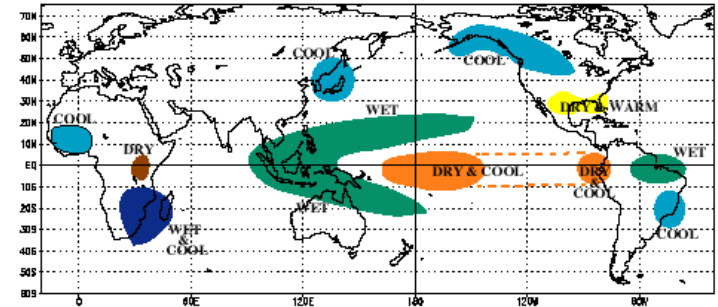 70N
60N
50N
40N
30N
20N
10N
EQ
10S
20S
30S
40S
50S
60S
COOL
COOL
DRY & WARM
WET
COOL
DRY
WET
DRY & COOL
DRY
&
COOL
WET
WET
&
COOL
COOL
0
60E
120E
180
120W
60W